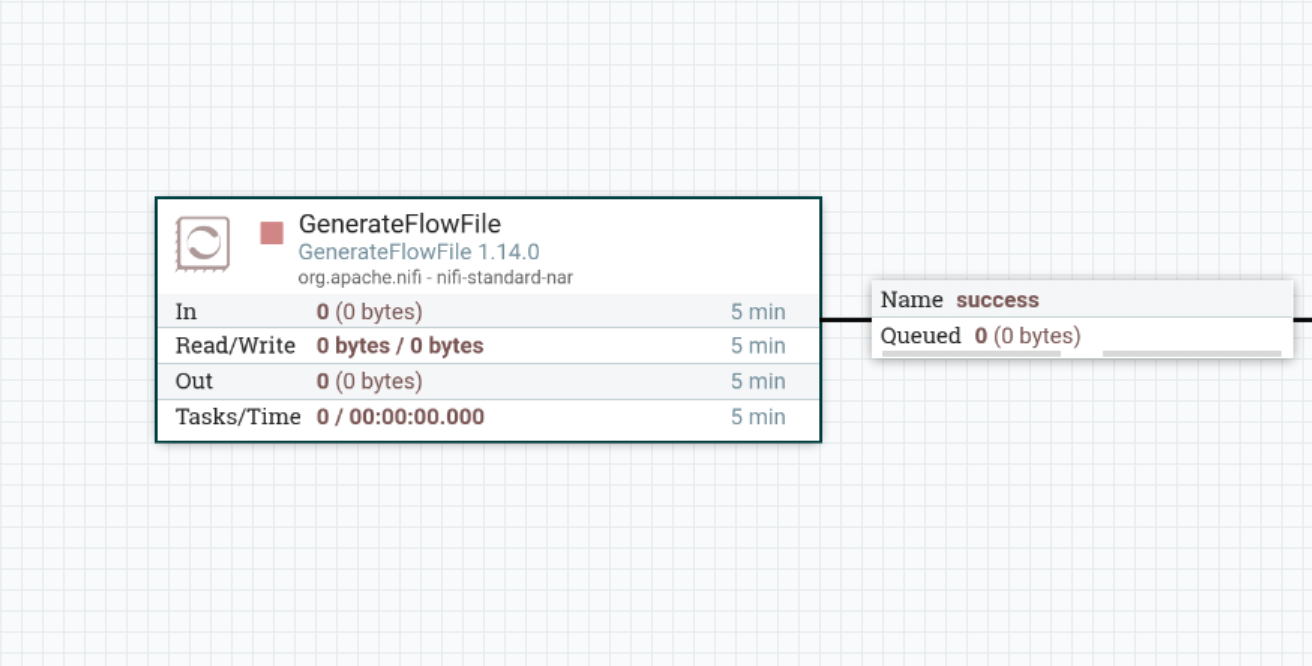 GenerateFlowFile
GenerateFlowFile 1.14.0
org.apache.nifi - nifi-standard-nar
In 0 (0 bytes) 5 min
Read/Write 0 bytes / 0 bytes 5 min
Out 0 (0 bytes) 5 min
Tasks/Time 0 / 00:00:00.000 5 min
Name success
Queued 0 (0 bytes)